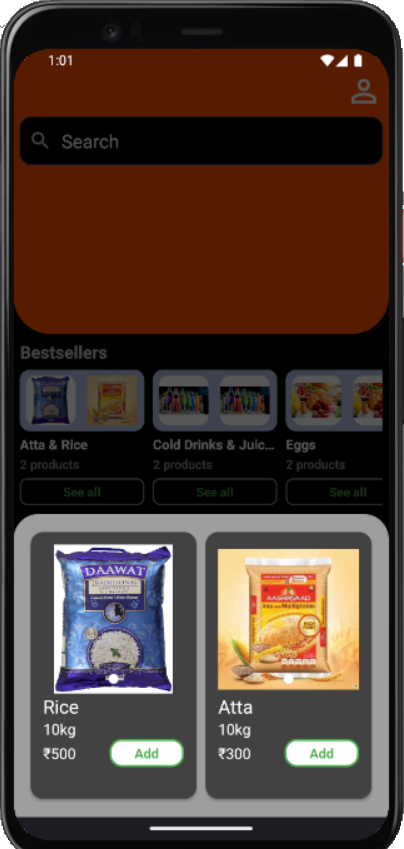 1:01
Search
Bestsellers
Atta & Rice
Cold Drinks & Juic...
Eggs
2 products
2 products
2 products
See all
See all
See all
DAAWAT
TRADITIONAL
AASHIRVAAD
Atta with Multigrains
Rice
Atta
10kg
10kg
₹500
Add
₹300
Add